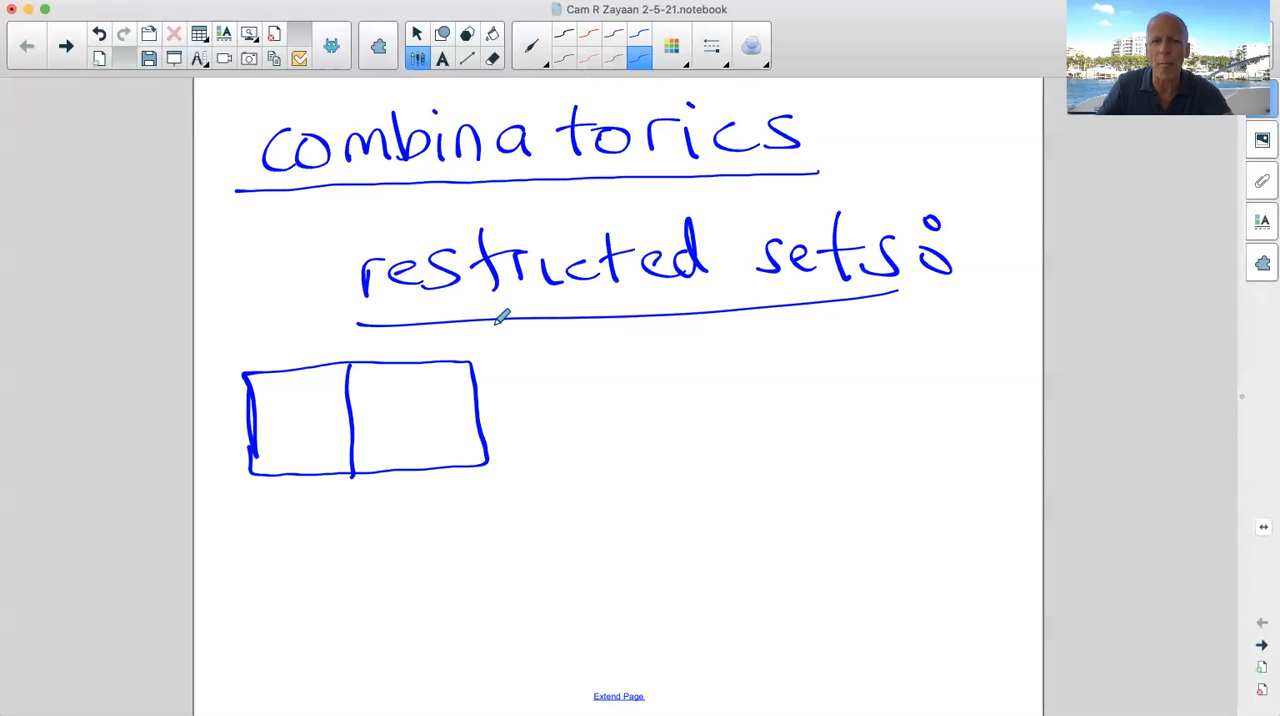 Cam R Zayaan 2-5-21.notebook
combinatorics
restricted sets:
Extend Page